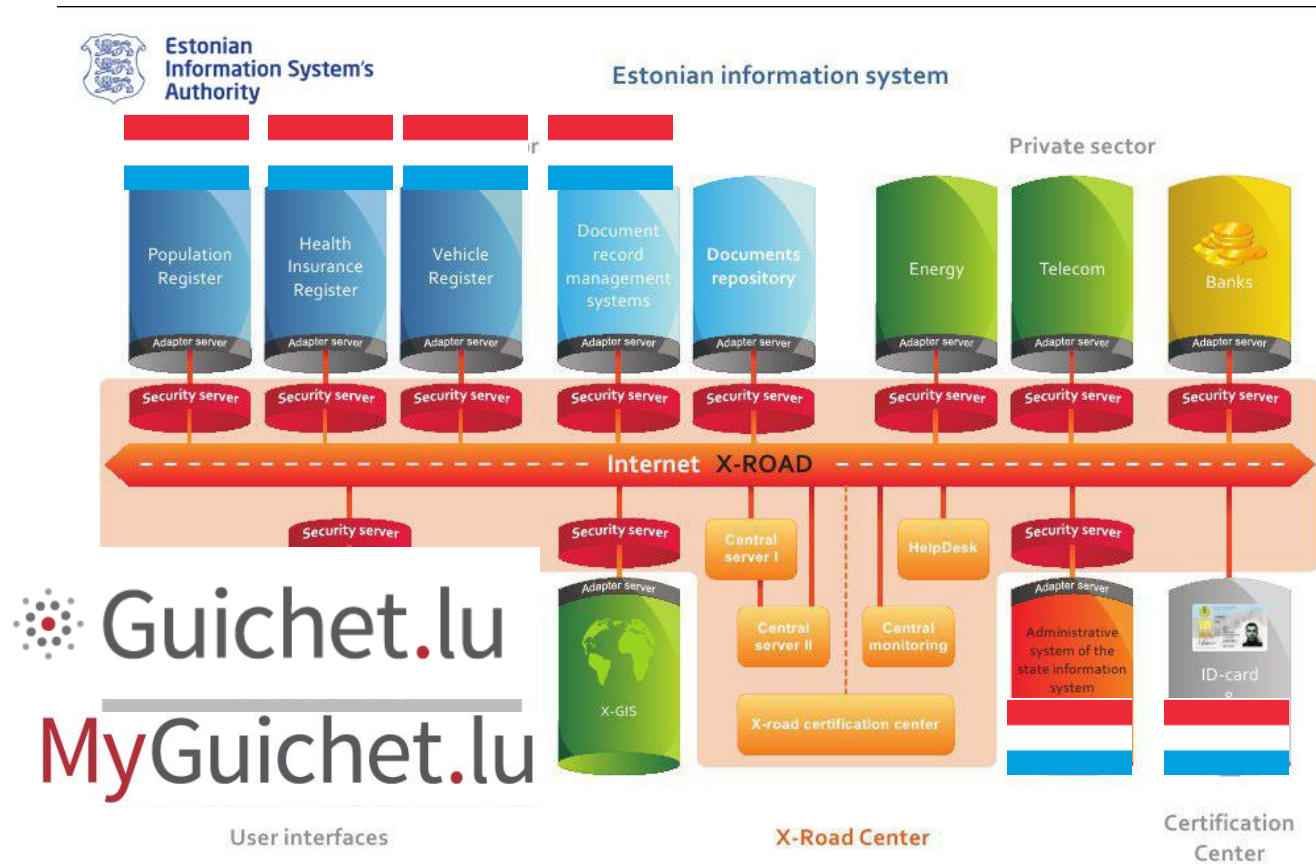 Estonian
Information System's
Authority
Estonian information system
r
Private sector
Population
Register
Health
Insurance
Register
Vehicle
Register
Document
record
management
systems
Documents
repository
Energy
Telecom
Banks
Adapter server
Adapter server
Adapter server
Adapter server
Adapter server
Adapter server
Adapter server
Adapter server
Security server
Security server
Security server
Security server
Security server
Security server
Security server
Security server
Internet X-ROAD
Security server
Security server
Central
server I
HelpDesk
Security server
Adapter server
Adapter server
Guichet.lu
MyGuichet.lu
X-GIS
Central
server II
Central
monitoring
X-road certification center
Administrative
system of the
state information
system
ID-card
User interfaces
X-Road Center
Certification
Center